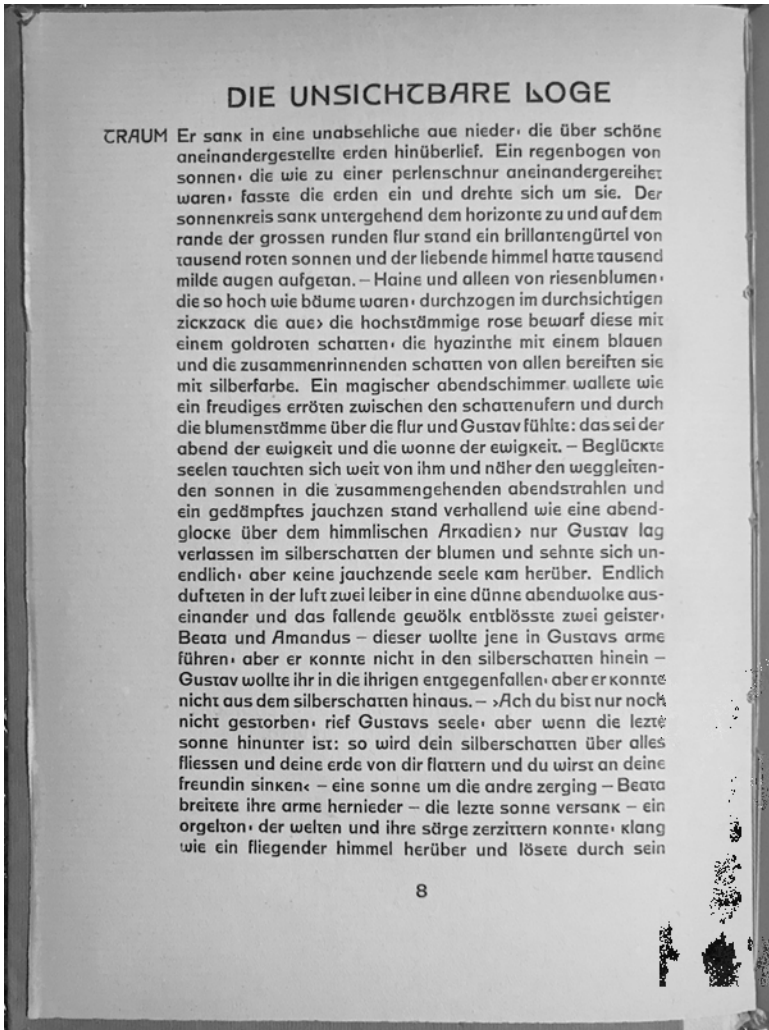 DIE UNSICHTBARE LOGE
TRAUM Er sank in eine unabsehliche aue nieder· die über schöne
aneinandergestellte erden hinüberlief. Ein regenbogen von
sonnen· die wie zu einer perlenschnur aneinandergereihet
waren· fasste die erden ein und drehte sich um sie. Der
sonnenkreis sank untergehend dem horizonte zu und auf dem
rande der grossen runden flur stand ein brillantengürtel von
tausend roten sonnen und der liebende himmel hatte tausend
milde augen aufgetan. – Haine und alleen von riesenblumen·
die so hoch wie bäume waren· durchzogen im durchsichtigen
zickzack die aue› die hochstämmige rose bewarf diese mit
einem goldroten schatten· die hyazinthe mit einem blauen
und die zusammenrinnenden schatten von allen bereiften sie
mit silberfarbe. Ein magischer abendschimmer wallete wie
ein freudiges erröten zwischen den schattenufern und durch
die blumenstämme über die flur und Gustav fühlte: das sei der
abend der ewigkeit und die wonne der ewigkeit. – Beglückte
seelen tauchten sich weit von ihm und näher den weggleiten-
den sonnen in die zusammengehenden abendstrahlen und
ein gedämpftes jauchzen stand verhallend wie eine abend-
glocke über dem himmlischen Arkadien› nur Gustav lag
verlassen im silberschatten der blumen und sehnte sich un-
endlich· aber keine jauchzende seele kam herüber. Endlich
dufteten in der luft zwei leiber in eine dünne abendwolke aus-
einander und das fallende gewölk entblösste zwei geister·
Beata und Amandus – dieser wollte jene in Gustavs arme
führen· aber er konnte nicht in den silberschatten hinein –
Gustav wollte ihr in die ihrigen entgegenfallen· aber er konnte
nicht aus dem silberschatten hinaus. – ›Ach du bist nur noch
nicht gestorben· rief Gustavs seele· aber wenn die lezte
sonne hinunter ist: so wird dein silberschatten über alles
fliessen und deine erde von dir flattern und du wirst an deine
freundin sinken‹ – eine sonne um die andre zerging – Beata
breitete ihre arme hernieder – die lezte sonne versank – ein
orgelton· der welten und ihre särge zerzittern konnte· klang
wie ein fliegender himmel herüber und lösete durch sein
8